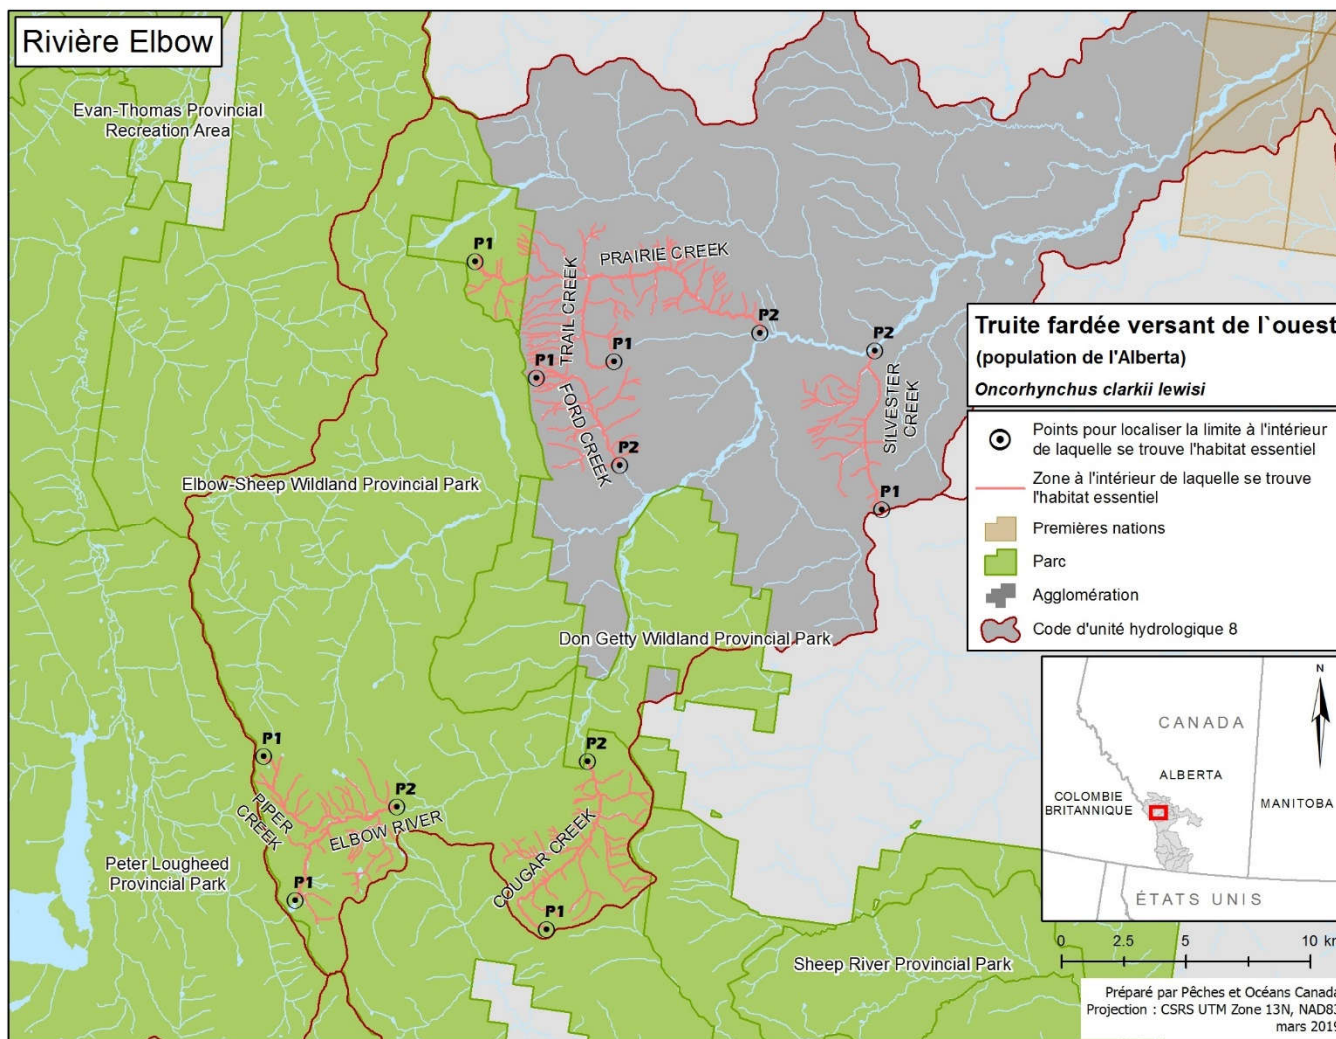 Rivière Elbow
Evan-Thomas Provincial
Recreation Area
P1
PRAIRIE CREEK
TRAIL CREEK
P2
P1
P1
P2
FORD CREEK
SILVESTER
CREEK
P2
P1
Elbow-Sheep Wildland Provincial Park
Don Getty Wildland Provincial Park
P1
P2
P2
PIPER
CREEK
ELBOW RIVER
COUGAR CREEK
Peter Lougheed
Provincial Park
P1
P1
Sheep River Provincial Park
Truite fardée versant de l`ouest
(population de l'Alberta)
Oncorhynchus clarkii lewisi
Points pour localiser la limite à l'intérieur
de laquelle se trouve l'habitat essentiel
Zone à l'intérieur de laquelle se trouve
l'habitat essentiel
Premières nations
Parc
Agglomération
Code d'unité hydrologique 8
N
CANADA
ALBERTA
COLOMBIE
BRITANNIQUE
MANITOBA
ÉTATS UNIS
0 2.5 5 10 km
Préparé par Pêches et Océans Canada
Projection : CSRS UTM Zone 13N, NAD83
mars 2019